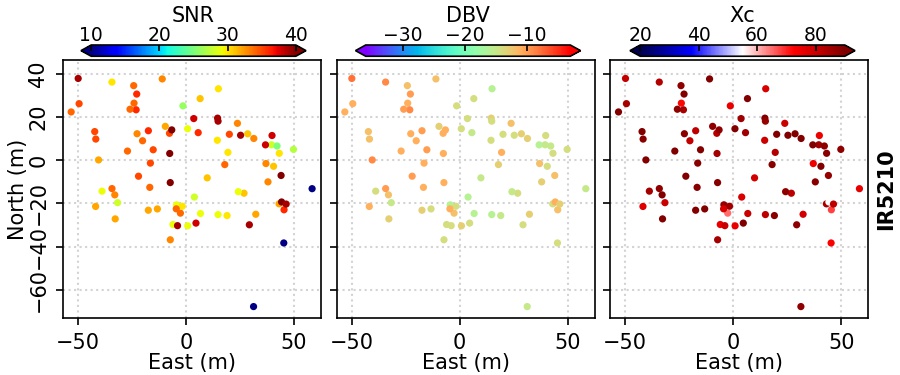 SNR DBV Xc
10 20 30 40 −30 −20 −10 20 40 60 80
40
20
0
−20
−40
−60
North (m)
−50 0 50 −50 0 50 −50 0 50
East (m) East (m) East (m)
IR5210